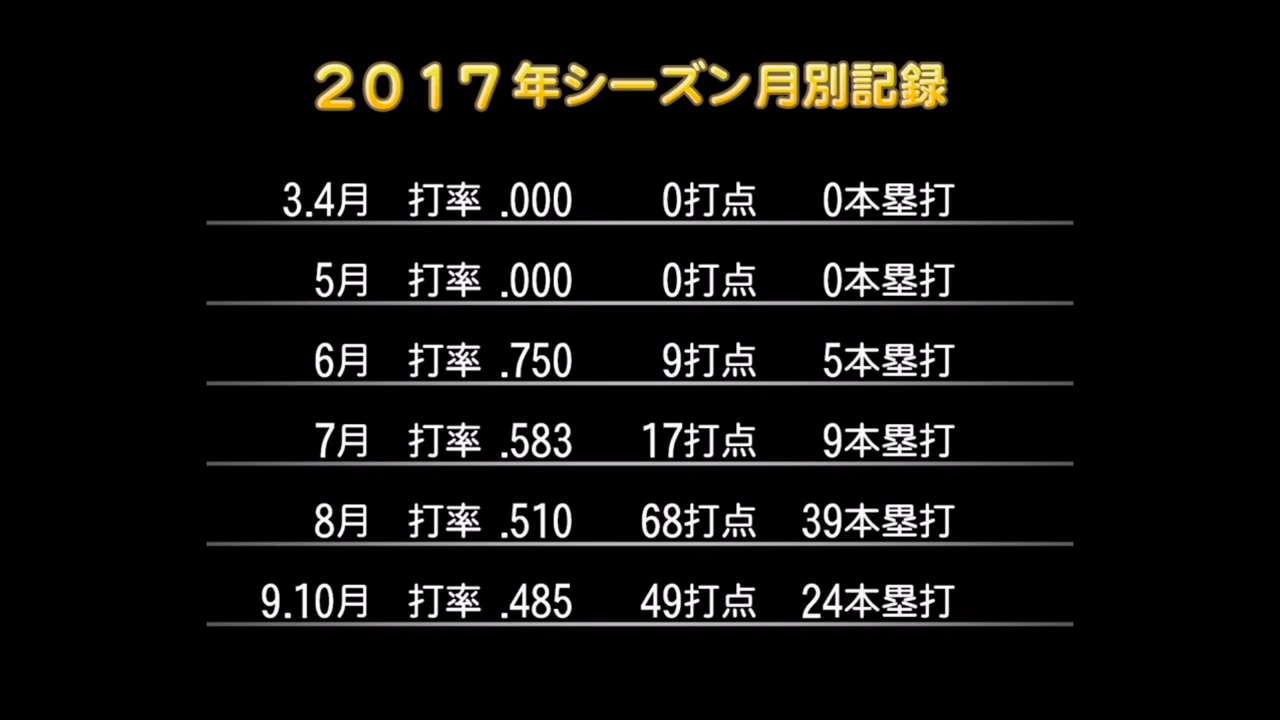 ２０１７年シーズン月別記録
3.4月 打率 .000 0打点 0本塁打
5月 打率 .000 0打点 0本塁打
6月 打率 .750 9打点 5本塁打
7月 打率 .583 17打点 9本塁打
8月 打率 .510 68打点 39本塁打
9.10月 打率 .485 49打点 24本塁打